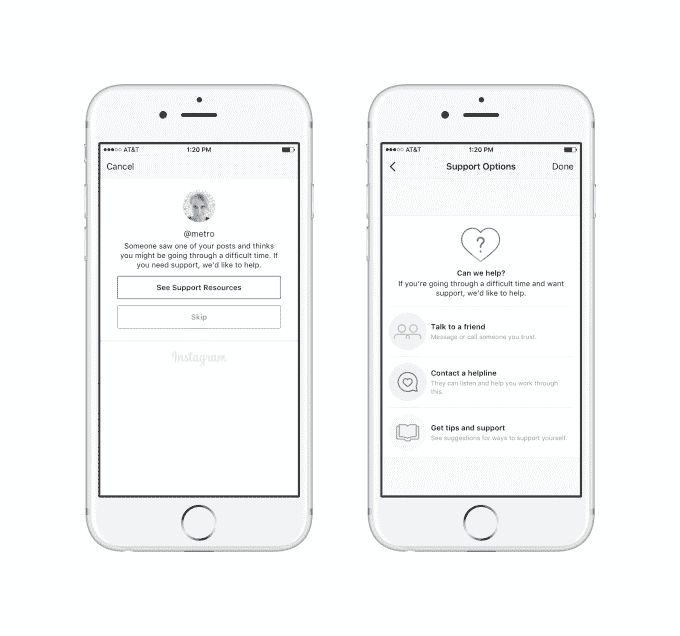 AT&T 1:20 PM
Cancel
@metro
Someone saw one of your posts and thinks
you might be going through a difficult time. If
you need support, we'd like to help.
See Support Resources
Skip
Instagram
AT&T 1:20 PM
Support Options Done
Can we help?
If you're going through a difficult time and want
support, we'd like to help.
Talk to a friend
Message or call someone you trust.
Contact a helpline
They can listen and help you work through
this.
Get tips and support
See suggestions for ways to support yourself.